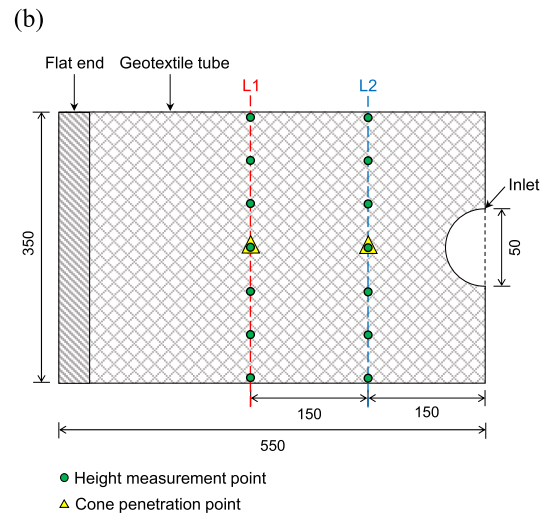 (b)
Flat end
Geotextile tube
L1
L2
Inlet
350
50
150
150
550
Height measurement point
Cone penetration point